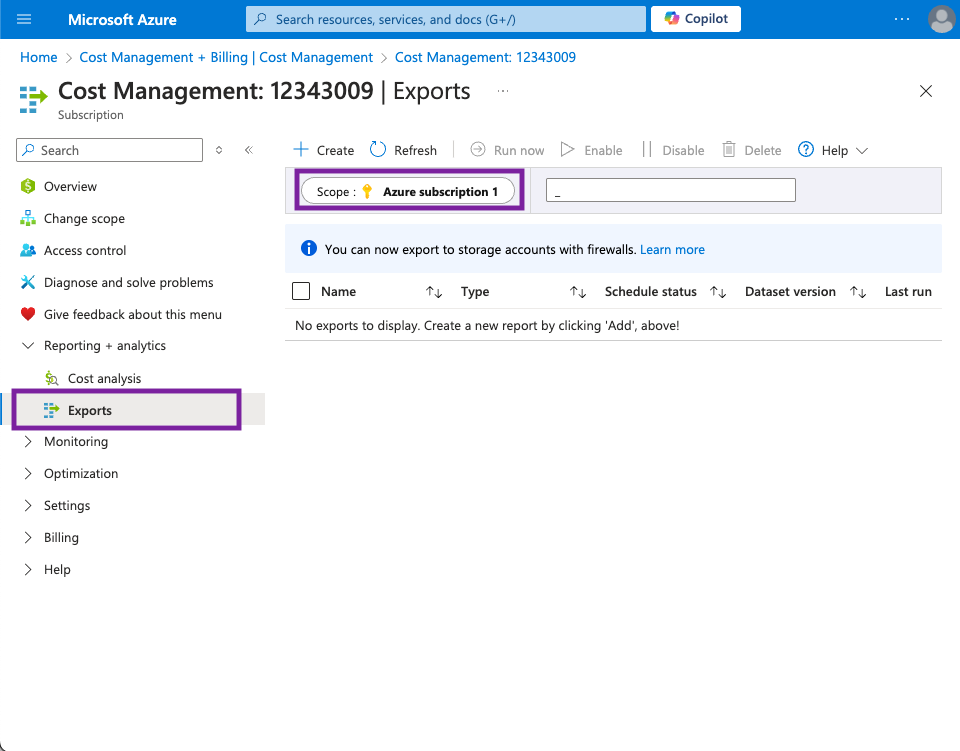 Microsoft Azure
Search resources, services, and docs (G+/)
Copilot
...
Home > Cost Management + Billing | Cost Management > Cost Management: 12343009
Cost Management: 12343009 | Exports ...
Subscription
Search
Overview
Change scope
Access control
Diagnose and solve problems
Give feedback about this menu
Reporting + analytics
Cost analysis
Exports
Monitoring
Optimization
Settings
Billing
Help
Create Refresh Run now Enable Disable Delete Help
Scope : Azure subscription 1
_
You can now export to storage accounts with firewalls. Learn more
Name Type Schedule status Dataset version Last run
No exports to display. Create a new report by clicking 'Add', above!